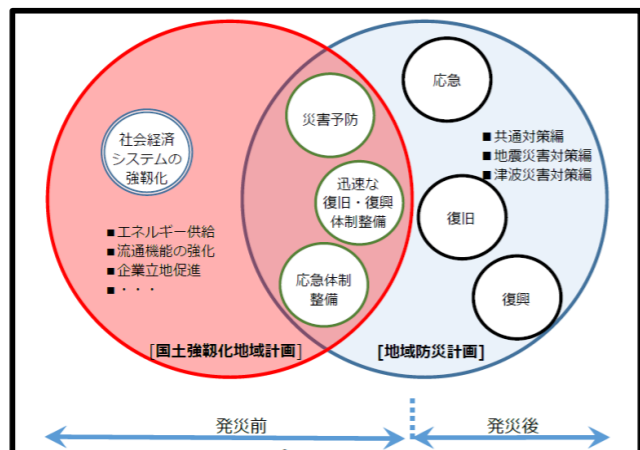 社会経済
システムの
強靱化
■エネルギー供給
■流通機能の強化
■企業立地促進
■・・・
[国土強靱化地域計画]
災害予防
迅速な
復旧・復興
体制整備
応急体制
整備
応急
■共通対策編
■地震災害対策編
■津波災害対策編
復旧
復興
[地域防災計画]
発災前
発災後